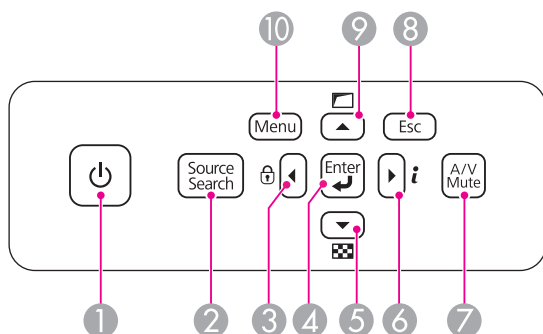 10 9 8
Menu Esc
Source
Search
Enter
i
A/V
Mute
1 2 3 4 5 6 7